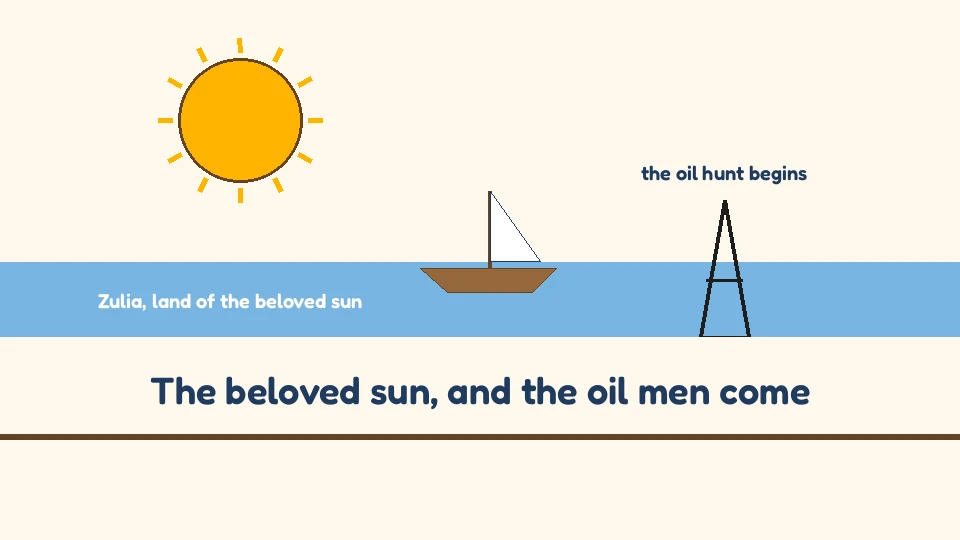 the oil hunt begins
Zulia, land of the beloved sun
The beloved sun, and the oil men come